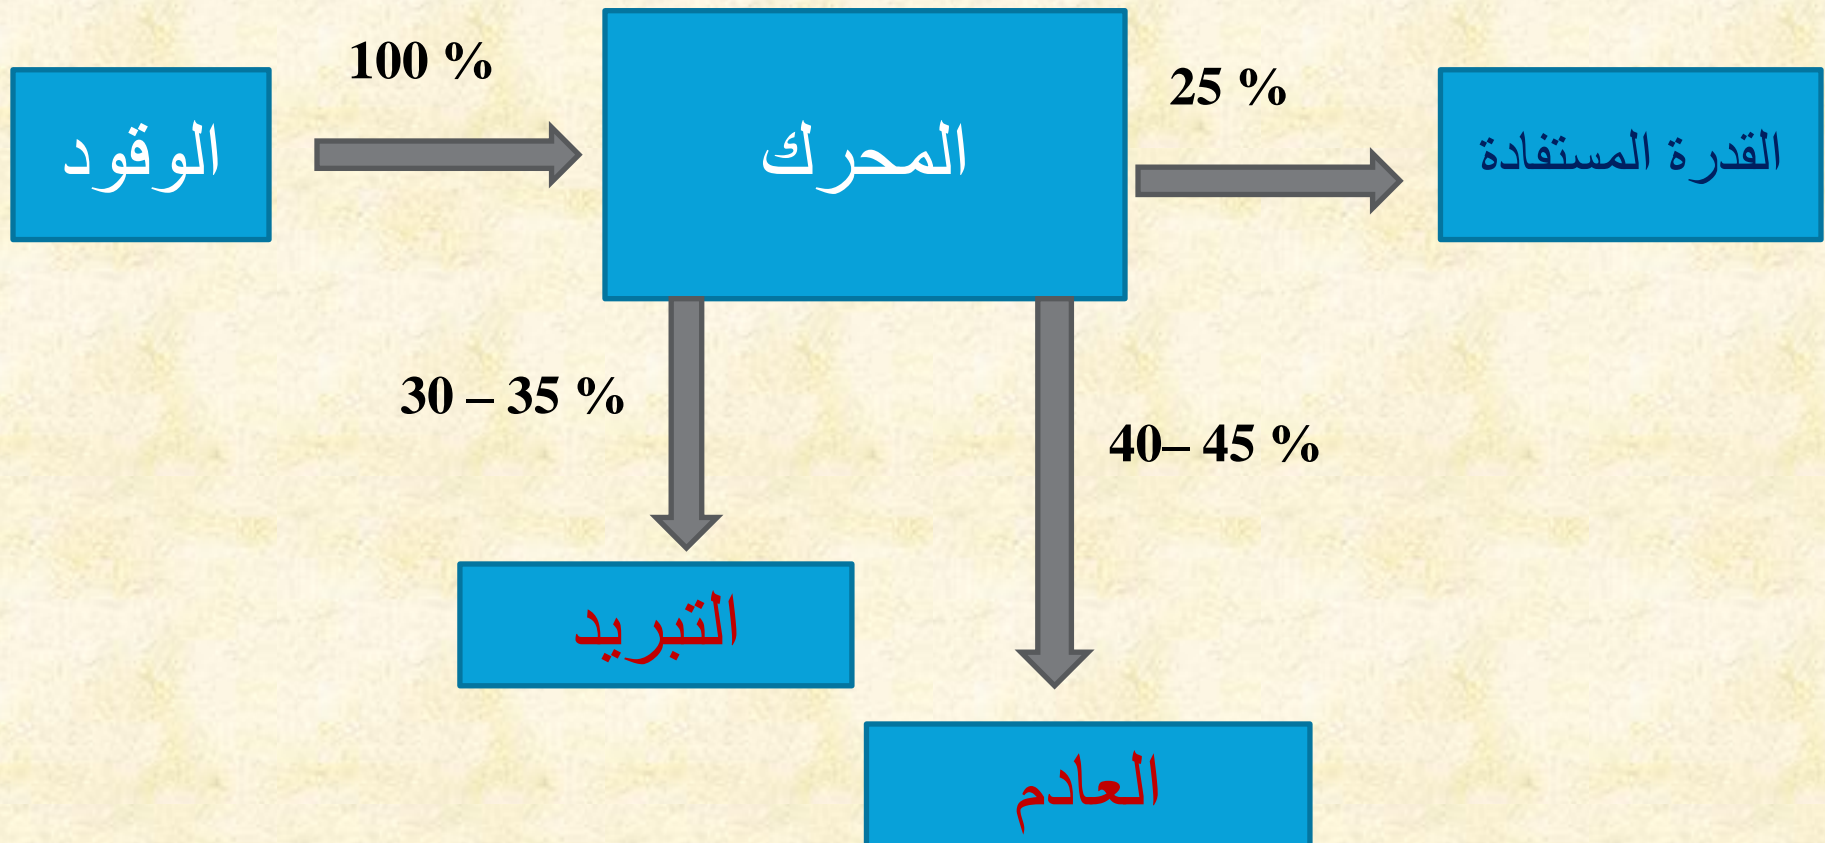 الوقود
100 %
المحرك
25 %
القدرة المستفادة
30 – 35 %
40– 45 %
التبريد
العادم